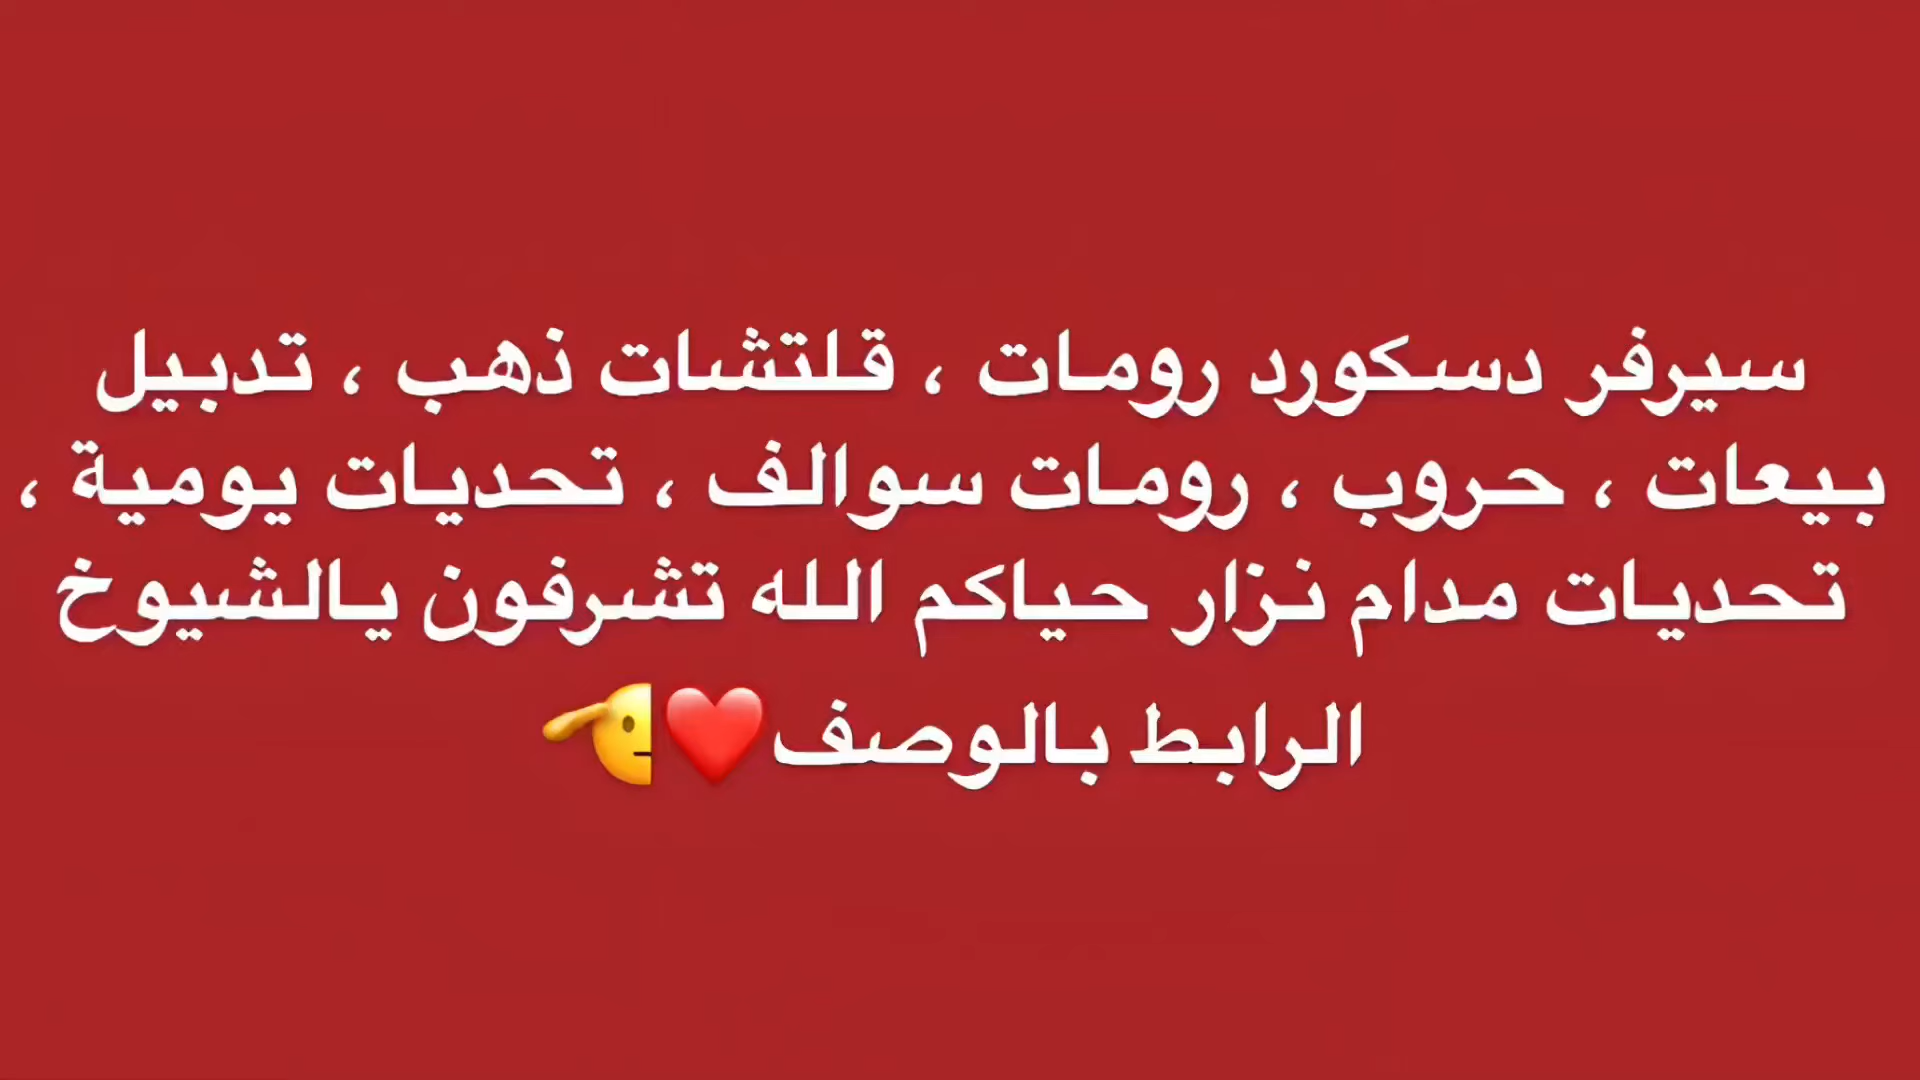 سيرفر دسكورد رومات ، قلتشات ذهب ، تدبيل
بيعات ، حروب ، رومات سوالف ، تحديات يومية ،
تحديات مدام نزار حياكم الله تشرفون يالشيوخ
الرابط بالوصف❤️🫡